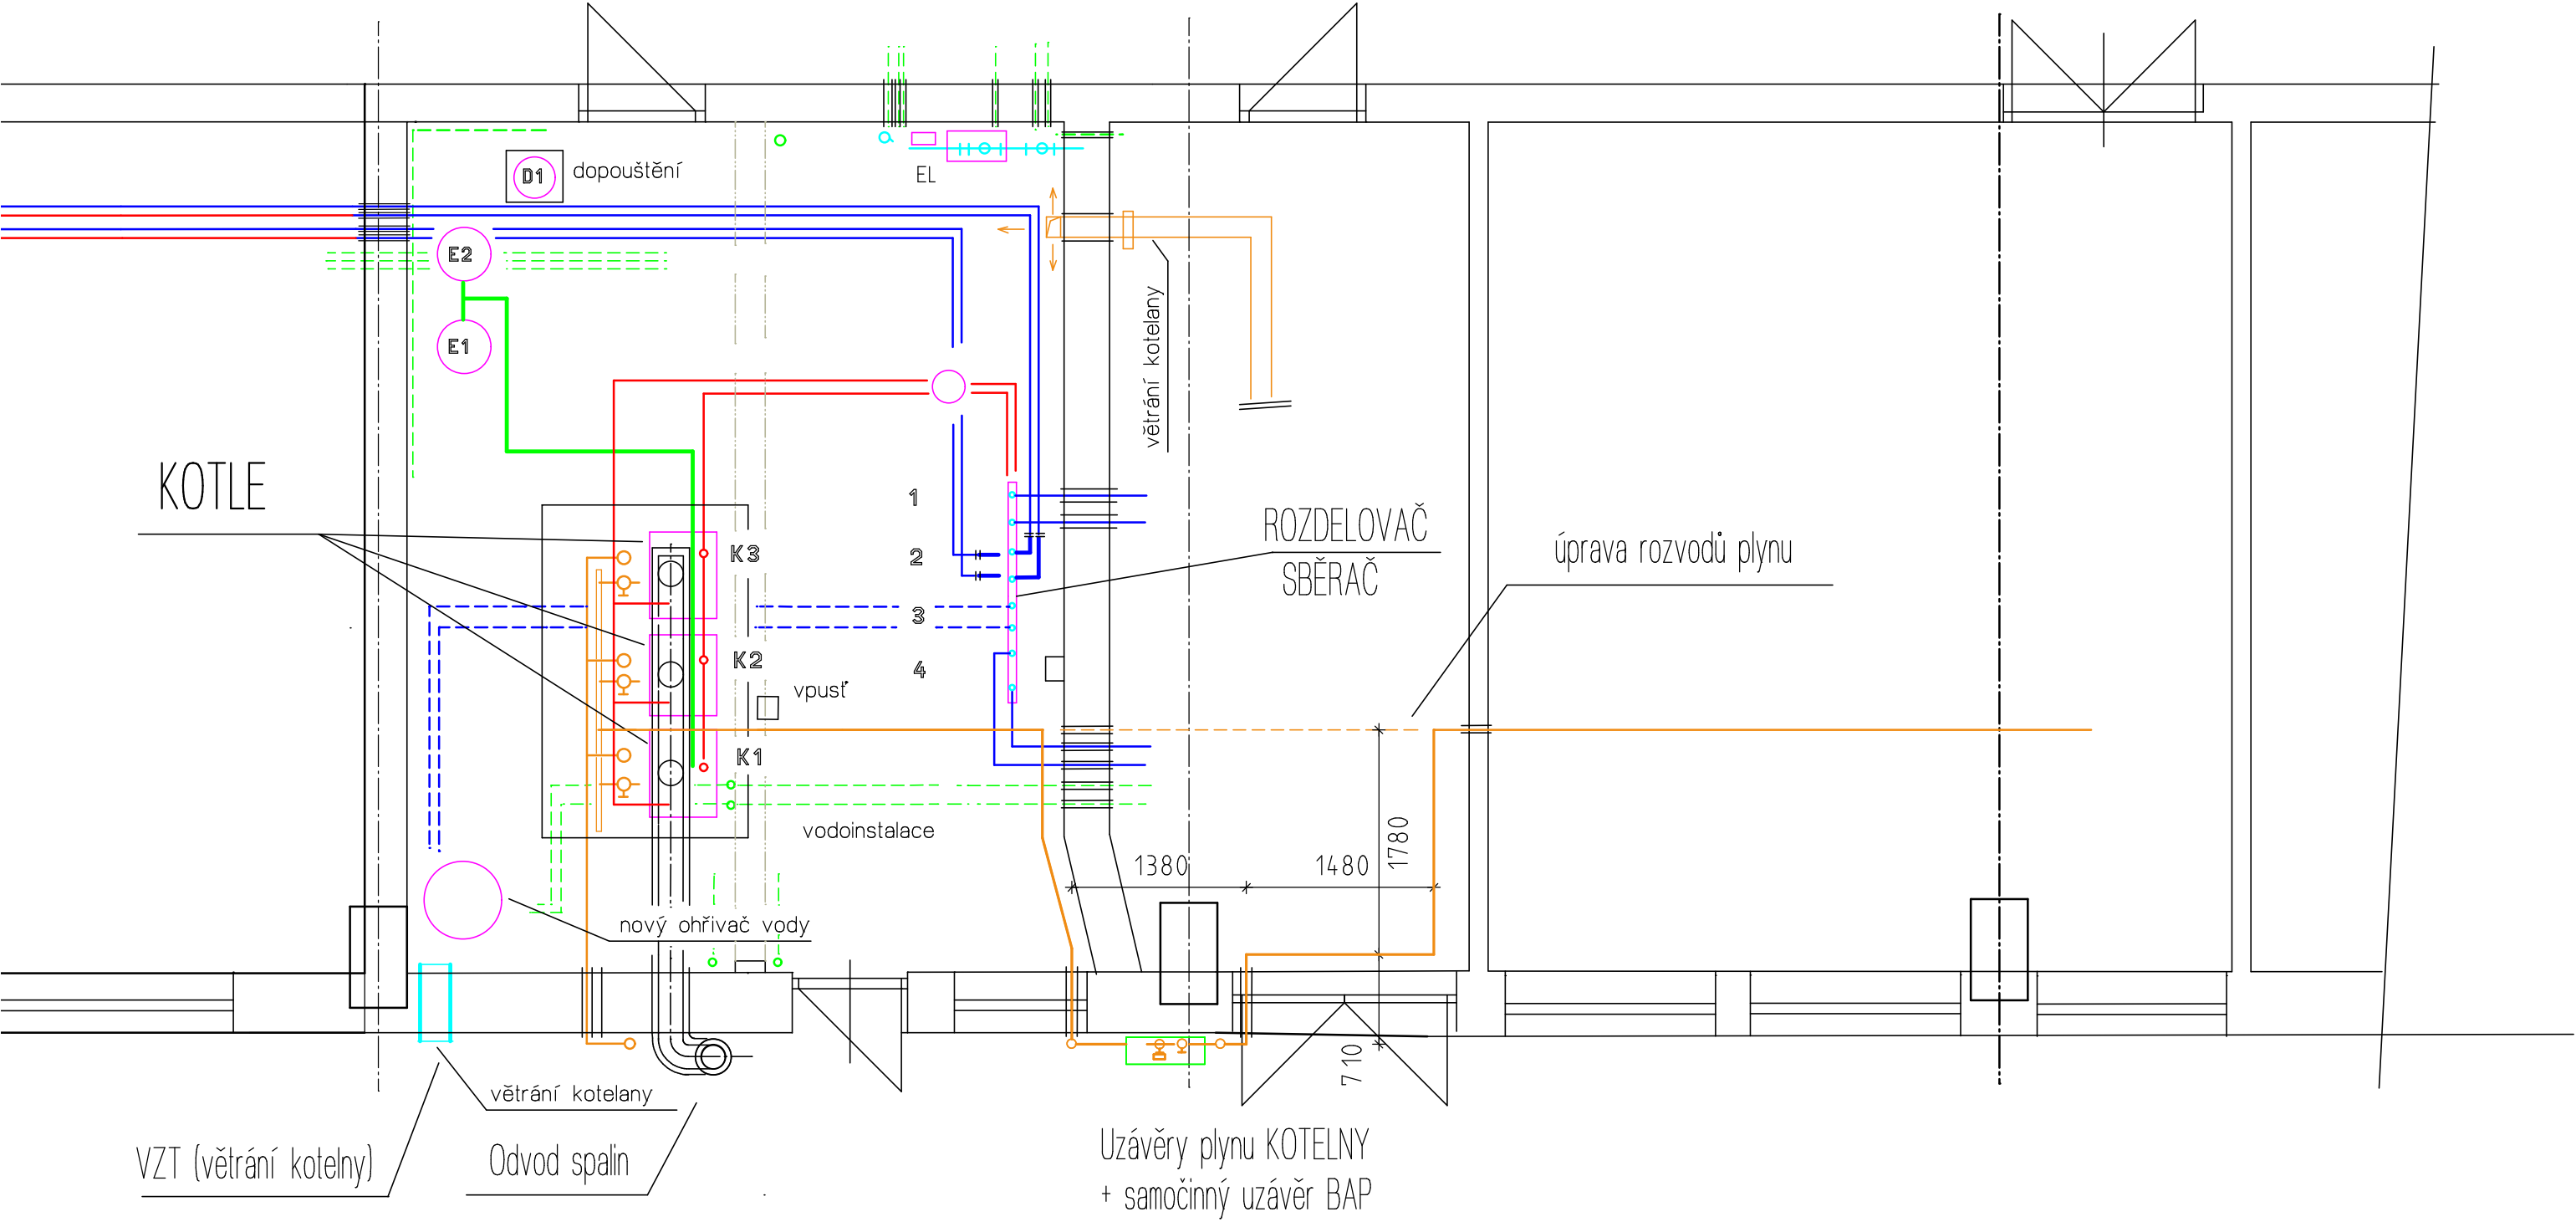 D1
dopouštění
EL
E2
E1
větrání kotelany
KOTLE
1
ROZDELOVAČ
SBĚRAČ
úprava rozvodů plynu
K3
2
3
K2
4
vpusť
K1
vodoinstalace
1380
1480
1780
nový ohřivač vody
710
větrání kotelany
VZT (větrání kotelny)
Odvod spalin
Uzávěry plynu KOTELNY
+ samočinný uzávěr BAP